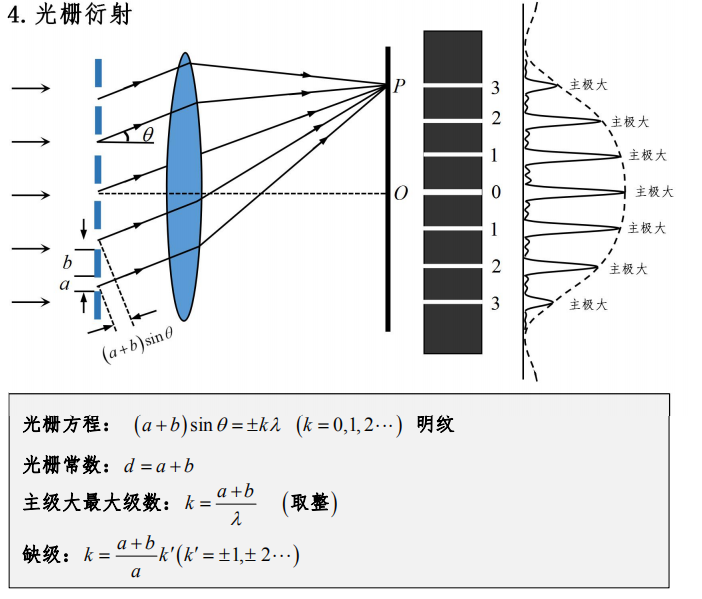 4. 光栅衍射
θ
P
O
b
a
(a+b)sinθ
3
2
1
0
1
2
3
主极大
主极大
主极大
主极大
主极大
主极大
主极大
光栅方程： (a+b)sinθ=±kλ (k=0,1,2⋯) 明纹
光栅常数：d=a+b
主级大最大级数：k=\frac{a+b}{λ} (取整)
缺级：k=\frac{a+b}{a}k′(k′=±1,±2⋯)